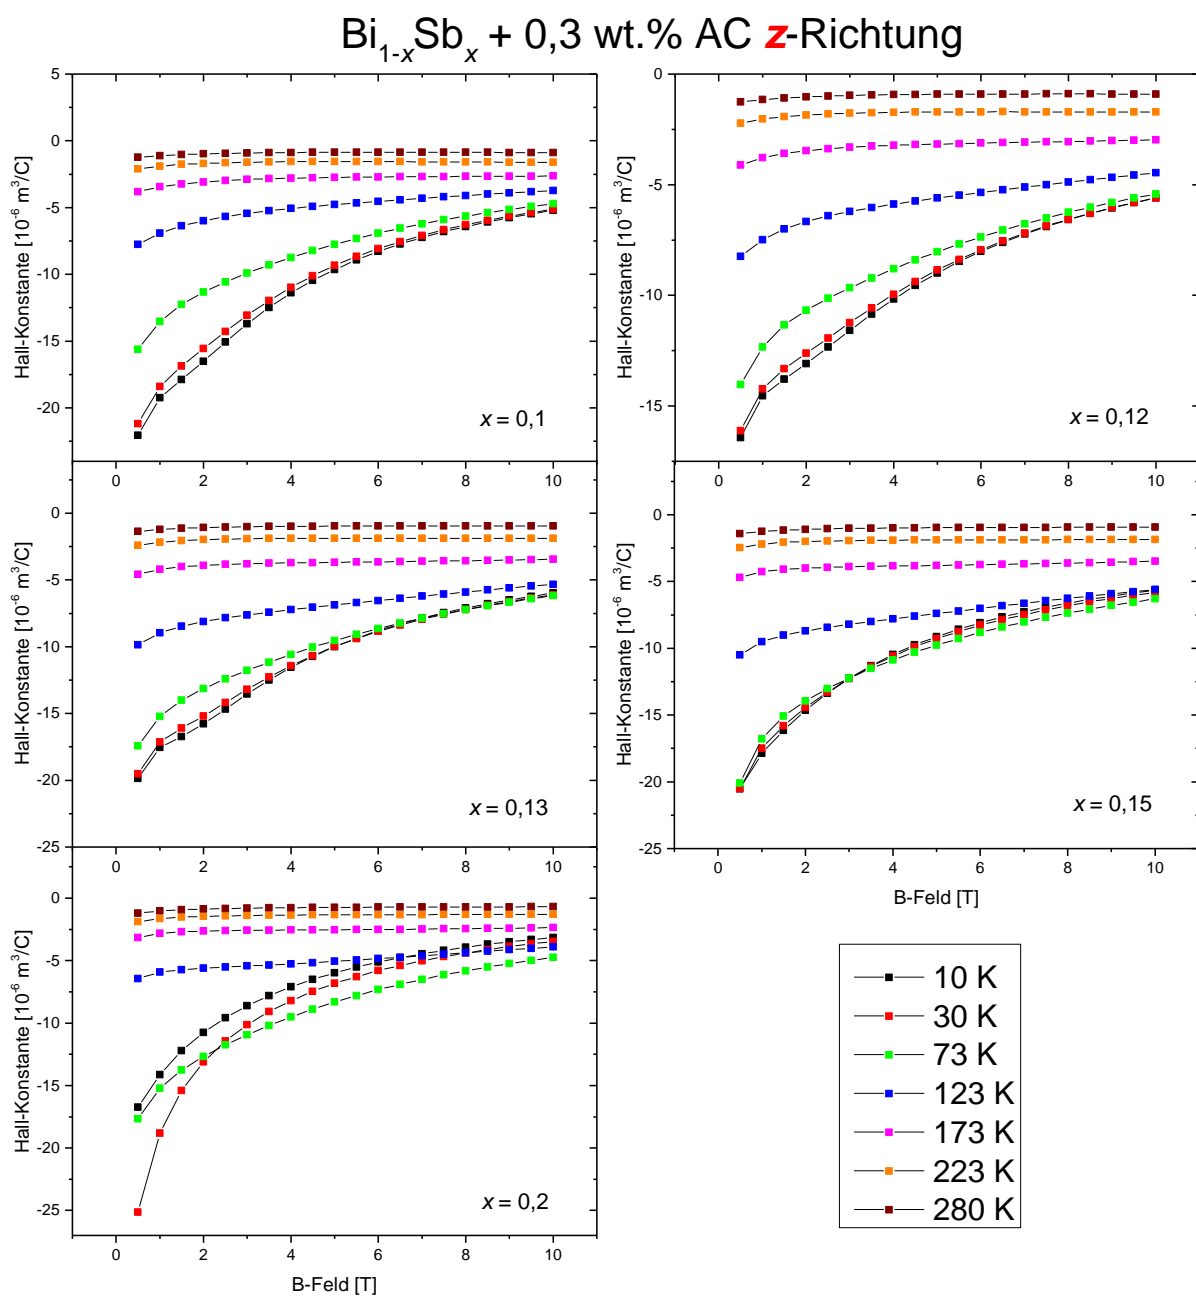 Bi1-xSbx + 0,3 wt.% AC z-Richtung
5
0
-5
-10
-15
-20
Hall-Konstante [10-6 m3/C]
x = 0,1
0
-5
-10
-15
Hall-Konstante [10-6 m3/C]
x = 0,12
0 2 4 6 8 10
0 2 4 6 8 10
0
-5
-10
-15
-20
-25
Hall-Konstante [10-6 m3/C]
x = 0,13
0
-5
-10
-15
-20
-25
Hall-Konstante [10-6 m3/C]
x = 0,15
0 2 4 6 8 10
0 2 4 6 8 10
B-Feld [T]
0
-5
-10
-15
-20
-25
Hall-Konstante [10-6 m3/C]
x = 0,2
0 2 4 6 8 10
B-Feld [T]
10 K
30 K
73 K
123 K
173 K
223 K
280 K